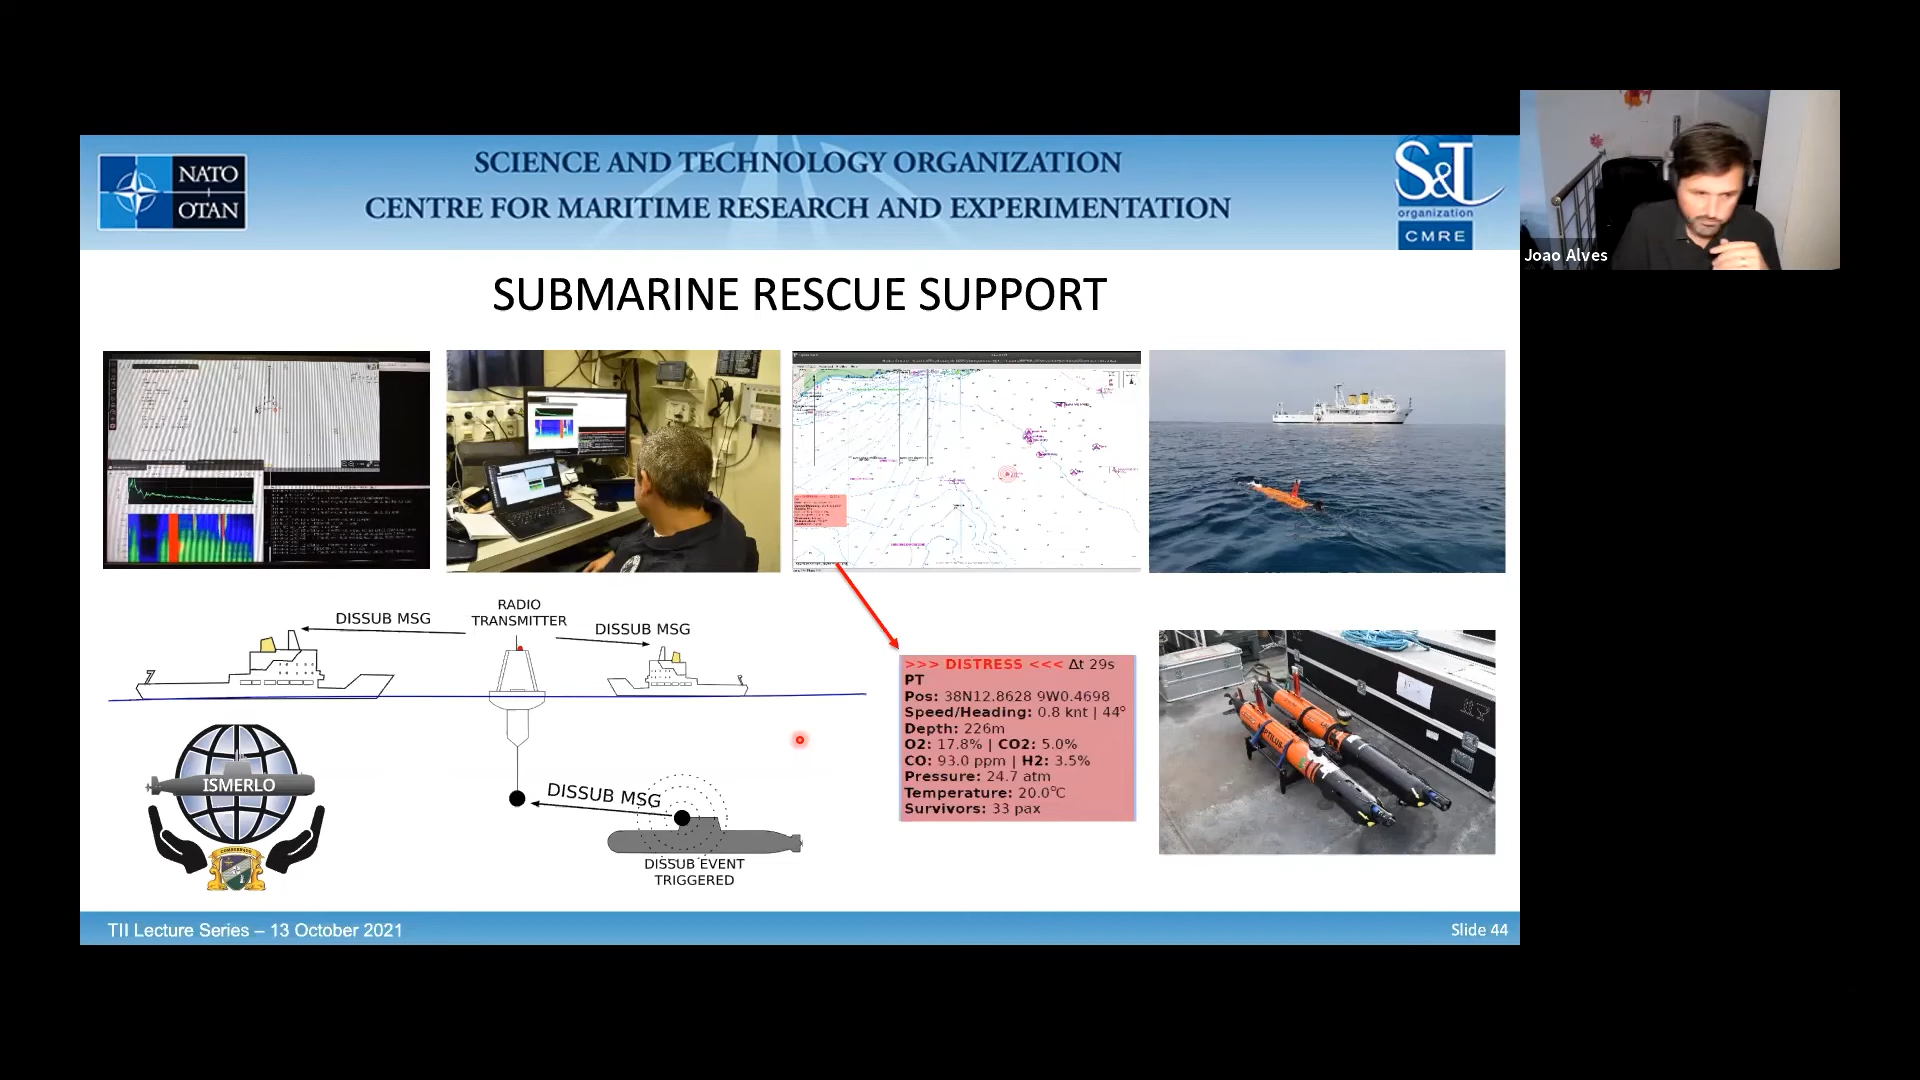 NATO
OTAN
SCIENCE AND TECHNOLOGY ORGANIZATION
CENTRE FOR MARITIME RESEARCH AND EXPERIMENTATION
S&T
organization
CMRE
Joao Alves
SUBMARINE RESCUE SUPPORT
DISSUB MSG
RADIO
TRANSMITTER
DISSUB MSG
>>> DISTRESS <<< Δt 29s
PT
Pos: 38N12.8628 9W0.4698
Speed/Heading: 0.8 knt | 44°
Depth: 226m
O2: 17.8% | CO2: 5.0%
CO: 93.0 ppm | H2: 3.5%
Pressure: 24.7 atm
Temperature: 20.0°C
Survivors: 33 pax
ISMERLO
DISSUB MSG
DISSUB EVENT
TRIGGERED
TII Lecture Series – 13 October 2021
Slide 44